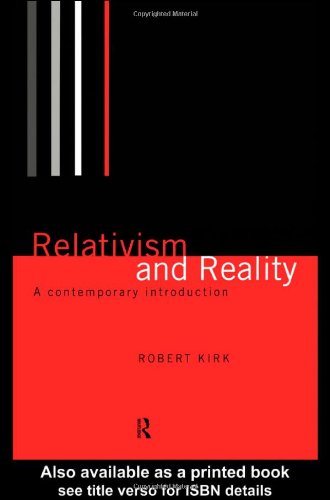 Relativism
and Reality
A contemporary introduction
ROBERT KIRK
R
Also available as a printed book
see title verso for ISBN details